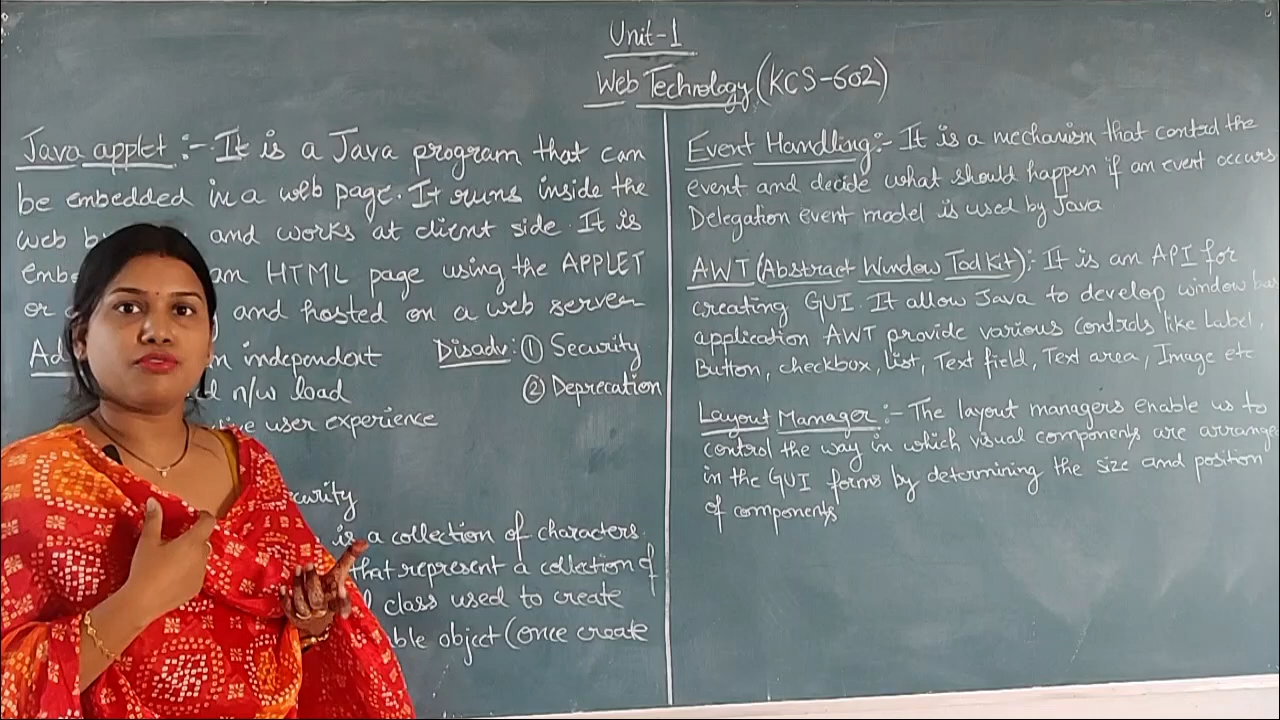 Unit-1
Web Technology (KCS-602)
Java applet :- It is a Java program that can
be embedded in a web page. It runs inside the
web and works at client side. It is
HTML page using the APPLET
or and hosted on a web server
independent
n/w load
user experience
Disadv: ① Security
② Deprecation
is a collection of characters.
that represent a collection of
class used to create
object (once create
Event Handling:- It is a mechanism that control the
event and decide what should happen if an event occurs
Delegation event model is used by Java
AWT (Abstract Window Tool Kit):- It is an API for
creating GUI. It allow Java to develop window
application AWT provide various controls like Label,
Button, checkbox, list, Text field, Text area, Image etc
Layout Manager :- The layout managers enable us to
control the way in which visual components are
in the GUI forms by determining the size and position
of components